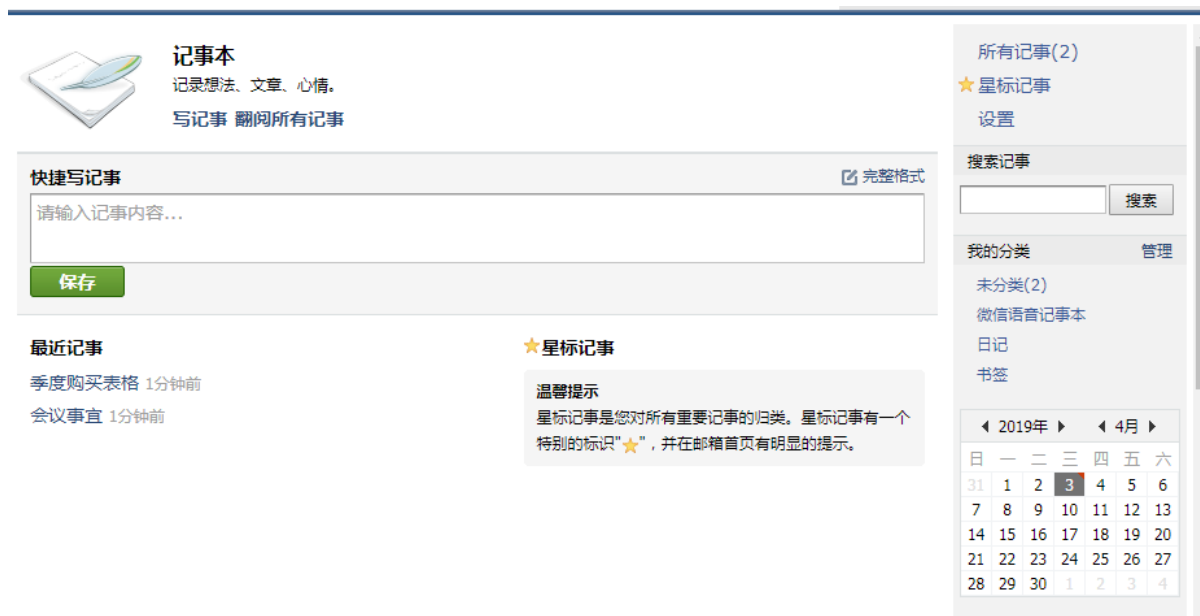 记事本
记录想法、文章、心情。
写记事 翻阅所有记事
快捷写记事 完整格式
请输入记事内容...
保存
最近记事
季度购买表格 1分钟前
会议事宜 1分钟前
星标记事
温馨提示
星标记事是您对所有重要记事的归类。星标记事有一个
特别的标识"⭐"，并在邮箱首页有明显的提示。
所有记事(2)
星标记事
设置
搜索记事
搜索
我的分类 管理
未分类(2)
微信语音记事本
日记
书签
2019年 4月
日 一 二 三 四 五 六
31 1 2 3 4 5 6
7 8 9 10 11 12 13
14 15 16 17 18 19 20
21 22 23 24 25 26 27
28 29 30 1 2 3 4